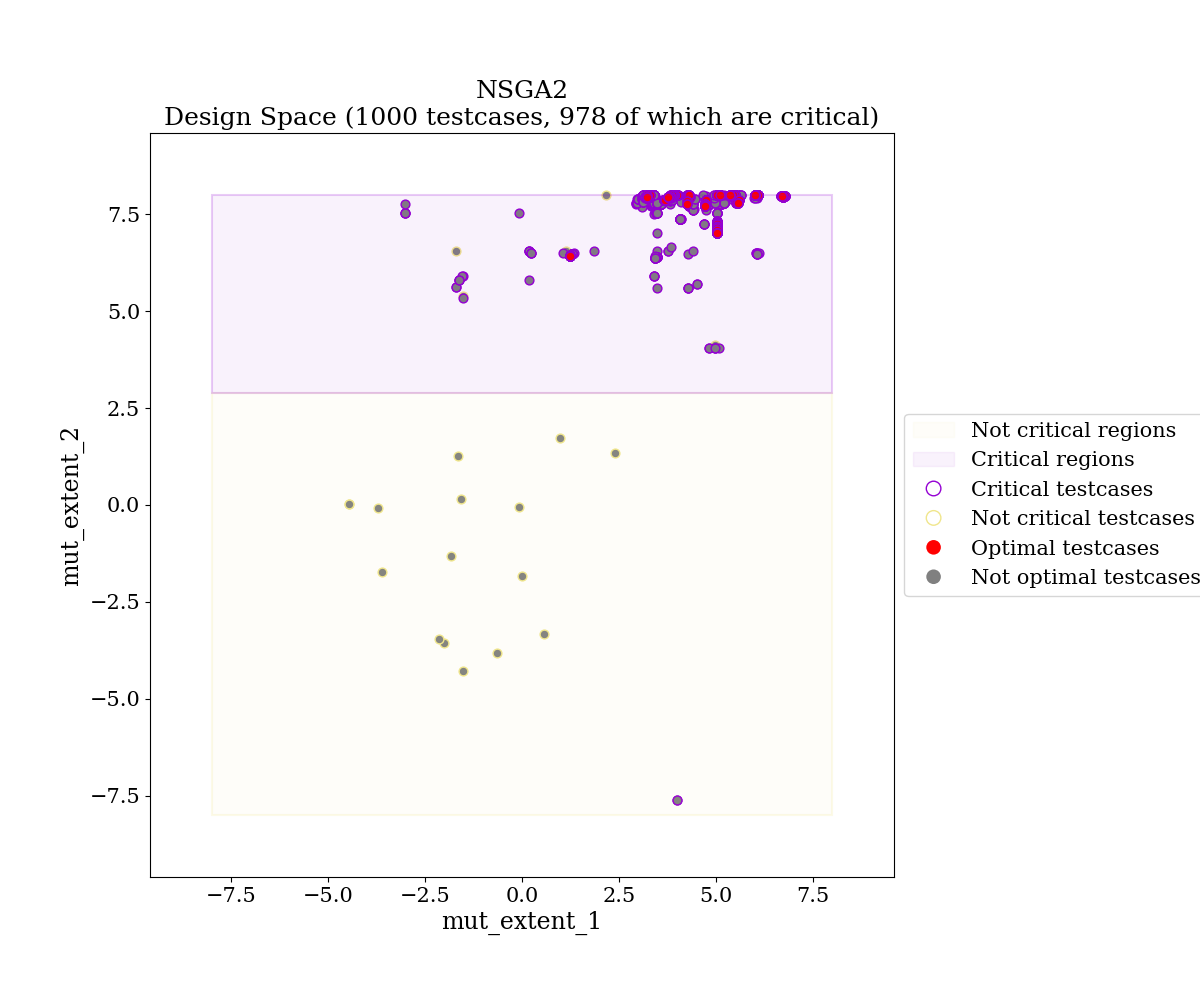 NSGA2
Design Space (1000 testcases, 978 of which are critical)
7.5
5.0
2.5
0.0
−2.5
−5.0
−7.5
mut_extent_2
−7.5
−5.0
−2.5
0.0
2.5
5.0
7.5
mut_extent_1
Not critical regions
Critical regions
Critical testcases
Not critical testcases
Optimal testcases
Not optimal testcases